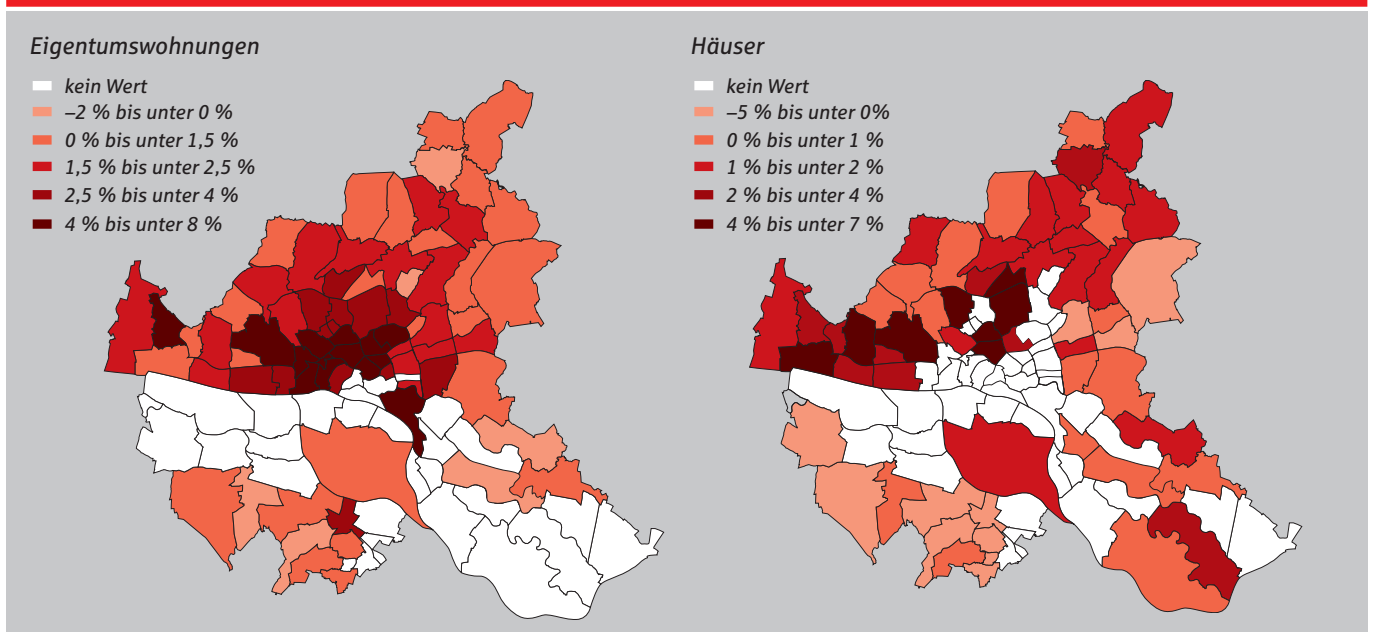 Eigentumswohnungen
kein Wert
–2 % bis unter 0 %
0 % bis unter 1,5 %
1,5 % bis unter 2,5 %
2,5 % bis unter 4 %
4 % bis unter 8 %
Häuser
kein Wert
–5 % bis unter 0%
0 % bis unter 1 %
1 % bis unter 2 %
2 % bis unter 4 %
4 % bis unter 7 %